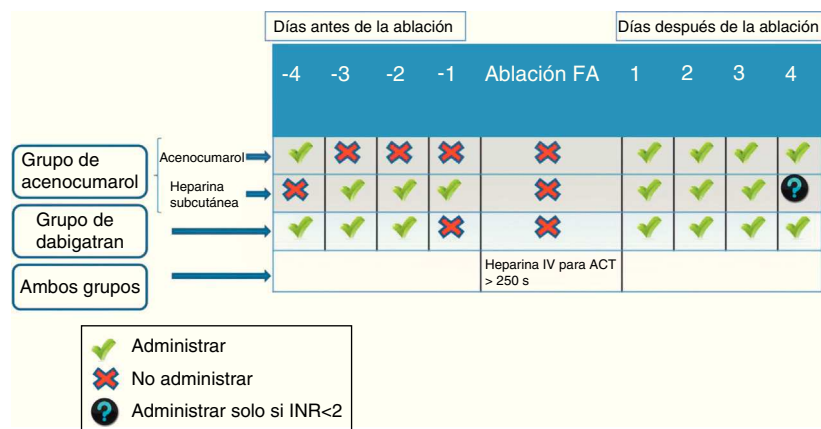 Días antes de la ablación
Días después de la ablación
-4 -3 -2 -1 Ablación FA 1 2 3 4
Grupo de
acenocumarol
Acenocumarol
Heparina
subcutánea
?
Grupo de
dabigatran
Ambos grupos
Heparina IV para ACT
> 250 s
Administrar
No administrar
? Administrar solo si INR<2